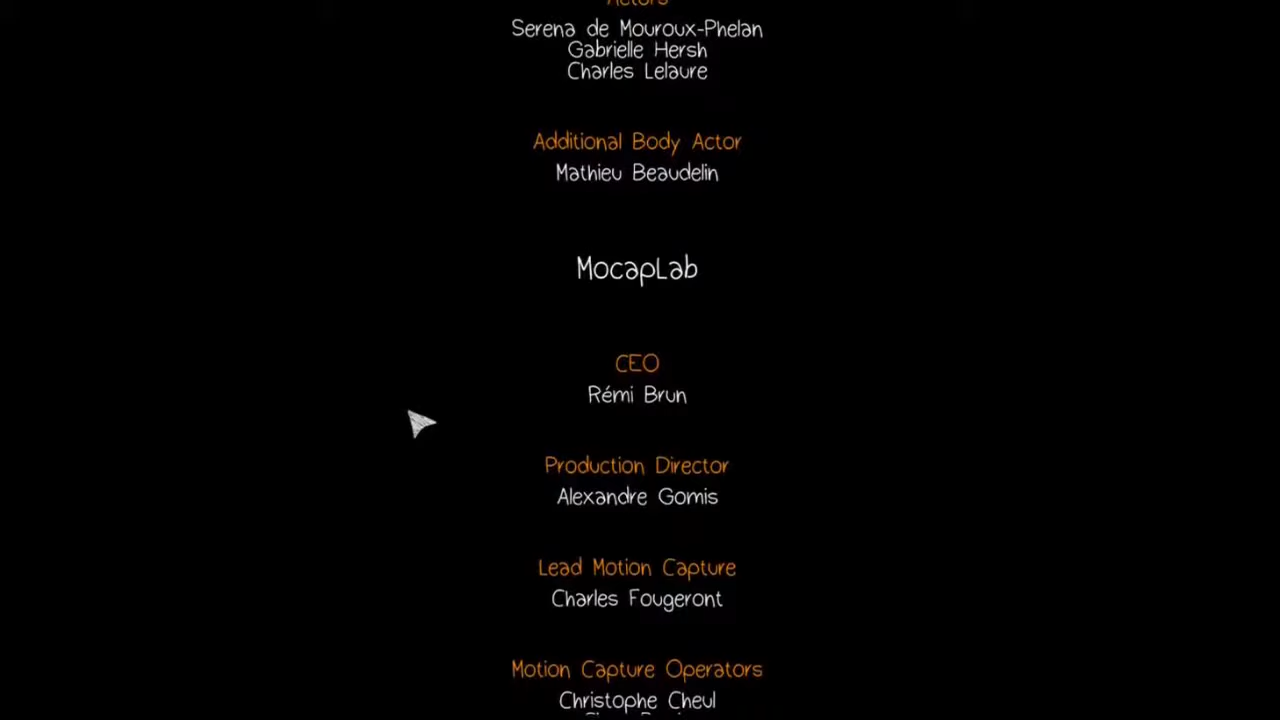 Actors
Serena de Mouroux-Phelan
Gabrielle Hersh
Charles Lelaure
Additional Body Actor
Mathieu Beaudelin
MocapLab
CEO
Rémi Brun
Production Director
Alexandre Gomis
Lead Motion Capture
Charles Fougeront
Motion Capture Operators
Christophe Cheul